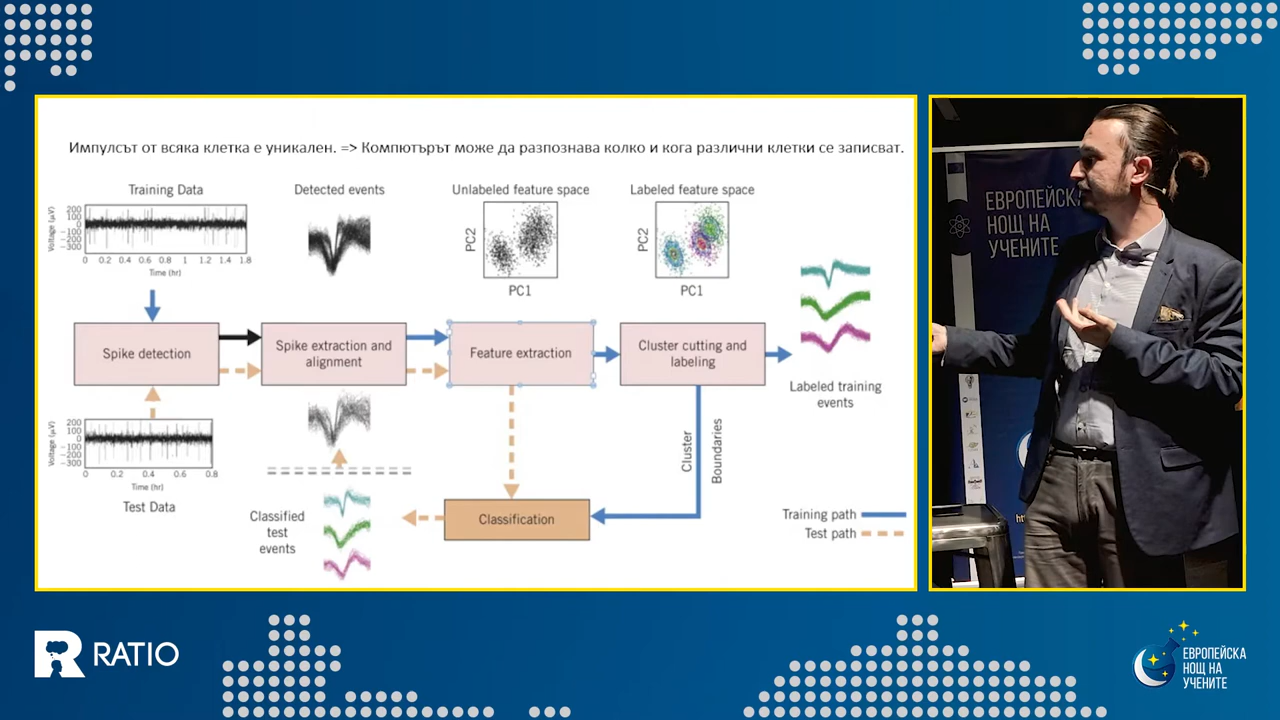 Импулсът от всяка клетка е уникален. => Компютърът може да разпознава колко и кога различни клетки се записват.
Training Data
Detected events
Unlabeled feature space
Labeled feature space
Voltage (µV)
200
100
0
−100
−200
−300
0 0.2 0.4 0.6 0.8 1 1.2 1.4 1.6 1.8
Time (hr)
PC2
PC1
PC2
PC1
Spike detection
Spike extraction and
alignment
Feature extraction
Cluster cutting and
labeling
Labeled training
events
Voltage (µV)
200
100
0
−100
−200
−300
0 0.2 0.4 0.6 0.8
Time (hr)
Test Data
Cluster
Boundaries
Classified
test
events
Classification
Training path
Test path
ЕВРОПЕЙСКА
НОЩ НА
УЧЕНИТЕ
RATIO
ЕВРОПЕЙСКА
НОЩ НА
УЧЕНИТЕ